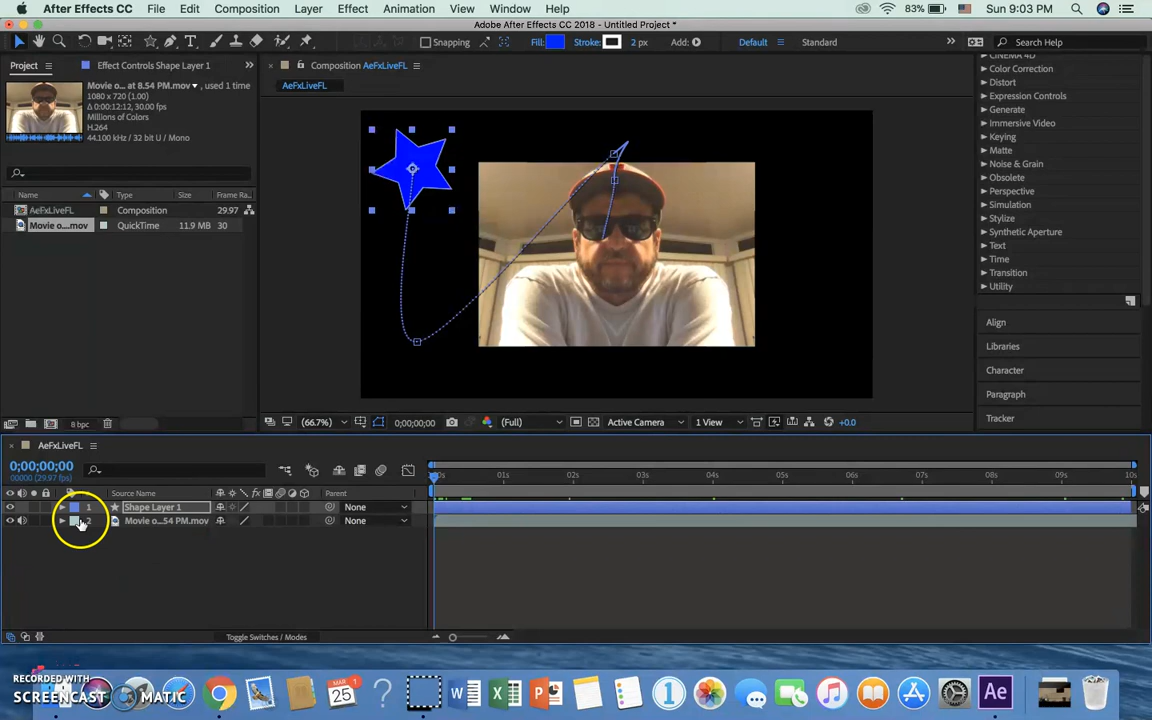 After Effects CC File Edit Composition Layer Effect Animation View Window Help 83% Sun 9:03 PM
Adobe After Effects CC 2018 - Untitled Project *
Snapping Fill: Stroke: 2 px Add: Default Standard Search Help
Project Effect Controls Shape Layer 1 Composition AeFxLiveFL
AeFxLiveFL
Movie o... at 8.54 PM.mov , used 1 time
1080 x 720 (1.00)
Δ 0:00:12:12, 30.00 fps
Millions of Colors
H.264
44.100 kHz / 32 bit U / Mono
Name Type Size Frame Ra..
AeFxLiveFL Composition 29.97
Movie o....mov QuickTime 11.9 MB 30
CINEMA 4D
Color Correction
Distort
Expression Controls
Generate
Immersive Video
Keying
Matte
Noise & Grain
Obsolete
Perspective
Simulation
Stylize
Synthetic Aperture
Text
Time
Transition
Utility
Align
Libraries
Character
Paragraph
Tracker
8 bpc (66.7%) 0;00;00;00 (Full) Active Camera 1 View +0.0
AeFxLiveFL
0;00;00;00
00000 (29.97 fps)
01s 02s 03s 04s 05s 06s 07s 08s 09s 10s
# Source Name Parent
1 Shape Layer 1 None
2 Movie o...54 PM.mov None
Toggle Switches / Modes
RECORDED WITH
SCREENCAST MATIC
MAR
25